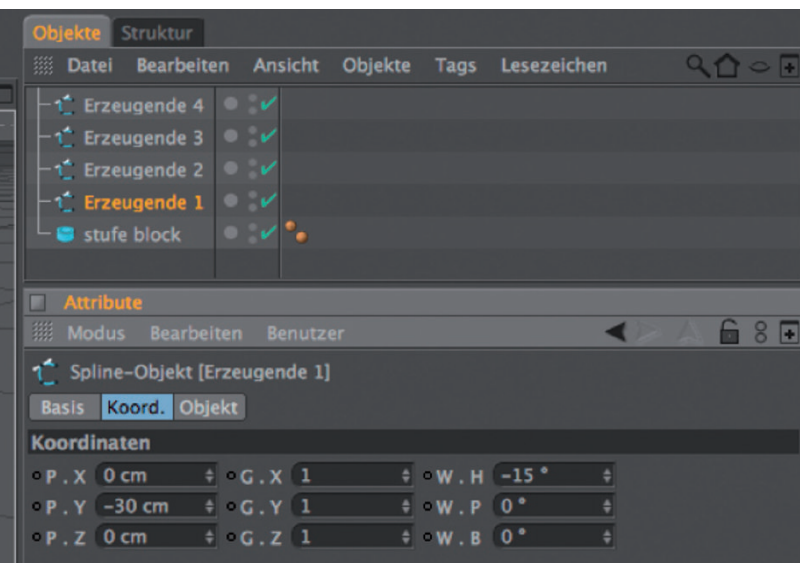 Objekte Struktur
Datei Bearbeiten Ansicht Objekte Tags Lesezeichen
Erzeugende 4
Erzeugende 3
Erzeugende 2
Erzeugende 1
stufe block
Attribute
Modus Bearbeiten Benutzer
Spline-Objekt [Erzeugende 1]
Basis Koord. Objekt
Koordinaten
P . X 0 cm G . X 1 W . H -15 °
P . Y -30 cm G . Y 1 W . P 0 °
P . Z 0 cm G . Z 1 W . B 0 °